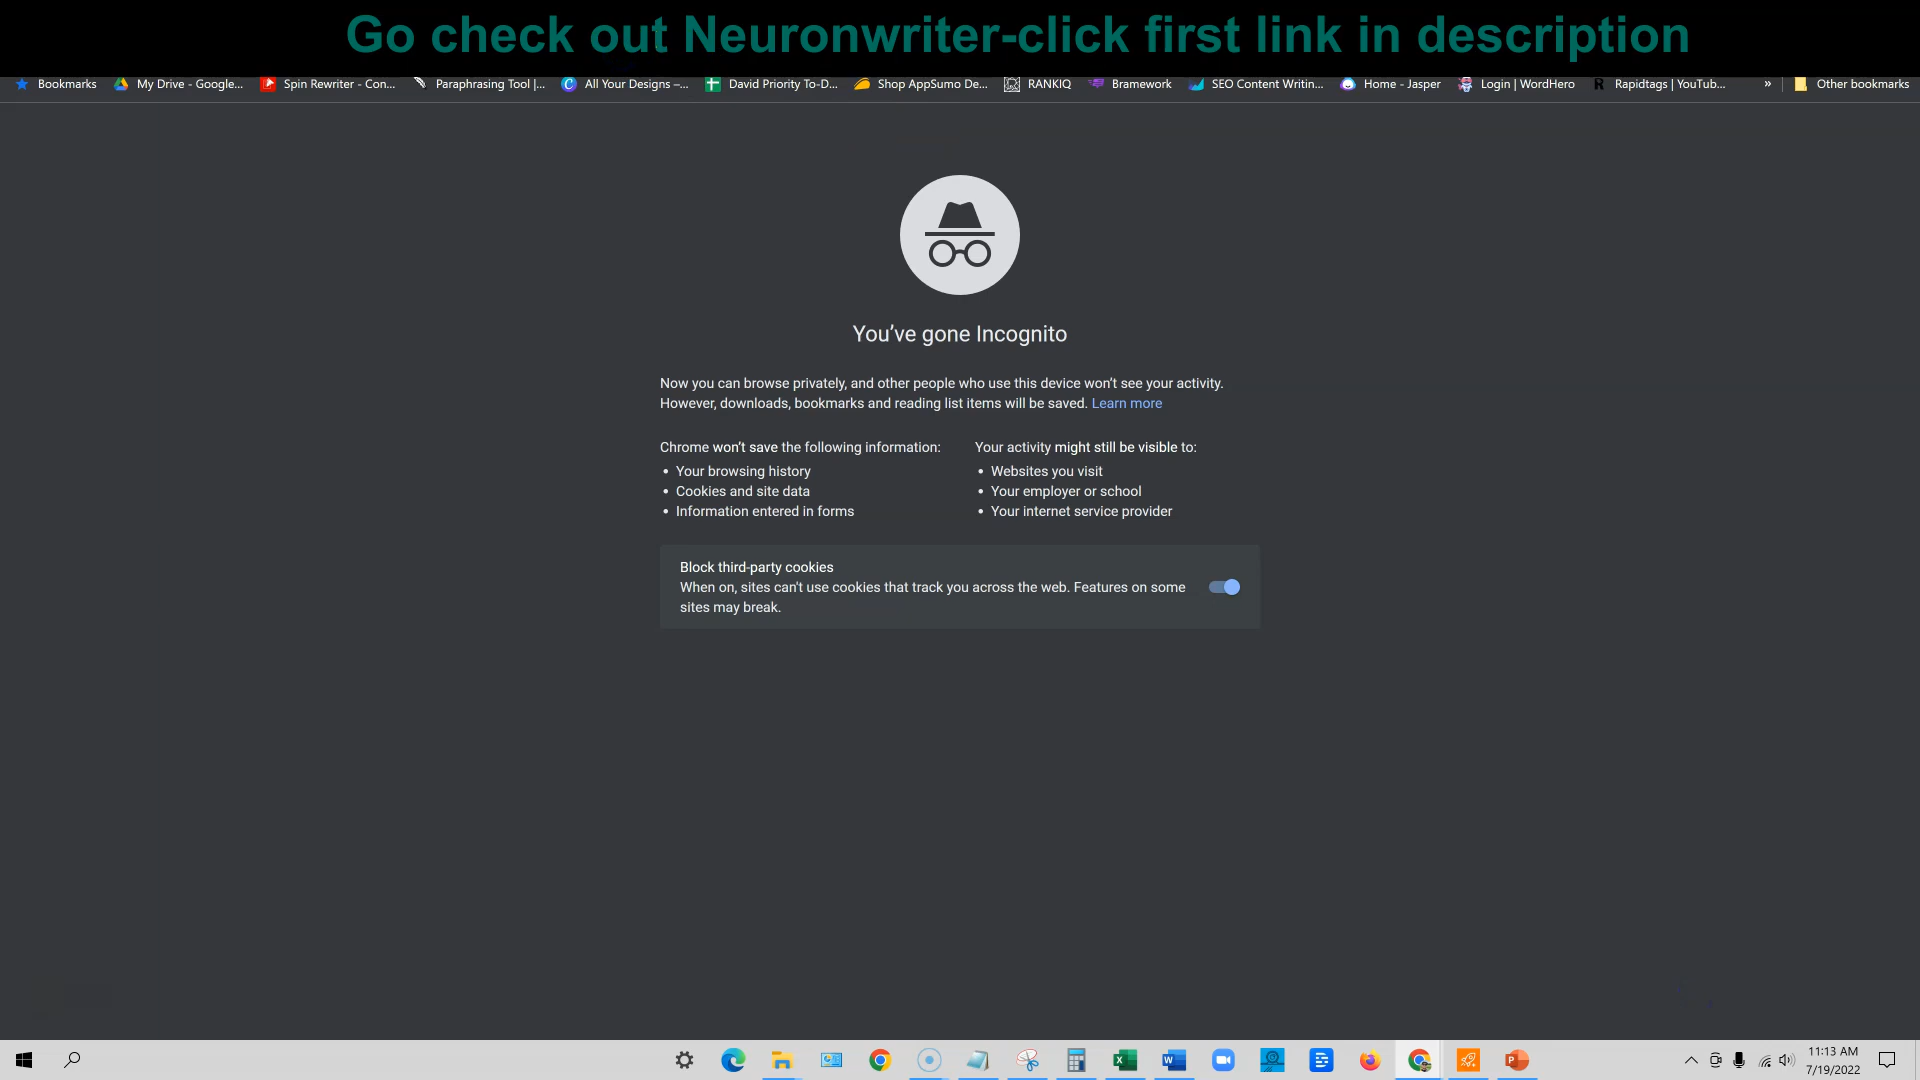 Go check out Neuronwriter-click first link in description
Bookmarks My Drive - Google... Spin Rewriter - Con... Paraphrasing Tool |... All Your Designs –... David Priority To-D... Shop AppSumo De... RANKIQ Bramework SEO Content Writin... Home - Jasper Login | WordHero Rapidtags | YouTub... » Other bookmarks
You've gone Incognito
Now you can browse privately, and other people who use this device won't see your activity.
However, downloads, bookmarks and reading list items will be saved. Learn more
Chrome won't save the following information:
• Your browsing history
• Cookies and site data
• Information entered in forms
Your activity might still be visible to:
• Websites you visit
• Your employer or school
• Your internet service provider
Block third-party cookies
When on, sites can't use cookies that track you across the web. Features on some
sites may break.
11:13 AM
7/19/2022